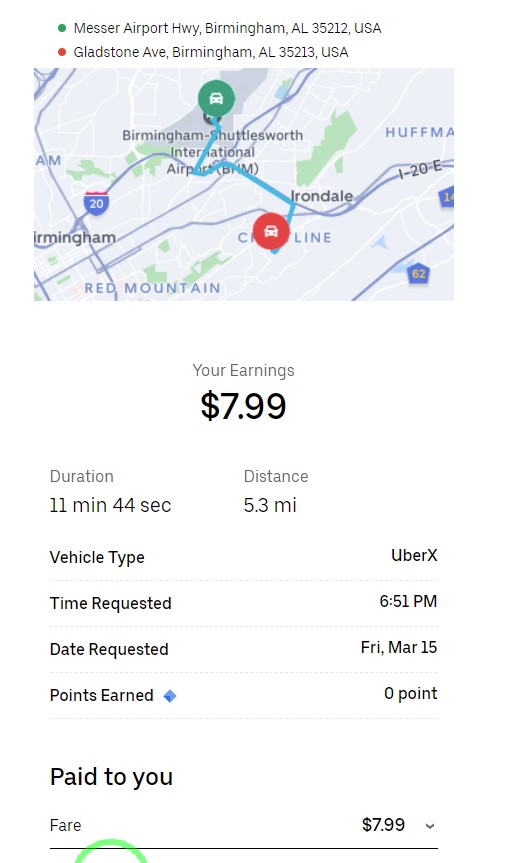 Messer Airport Hwy, Birmingham, AL 35212, USA
Gladstone Ave, Birmingham, AL 35213, USA
Birmingham-Shuttlesworth
International
Airport (BHM)
HUFFMA
AM
I-20 E
20
Irondale
14
irmingham
LINE
62
RED MOUNTAIN
Your Earnings
$7.99
Duration
Distance
11 min 44 sec
5.3 mi
Vehicle Type
UberX
Time Requested
6:51 PM
Date Requested
Fri, Mar 15
Points Earned
0 point
Paid to you
Fare
$7.99